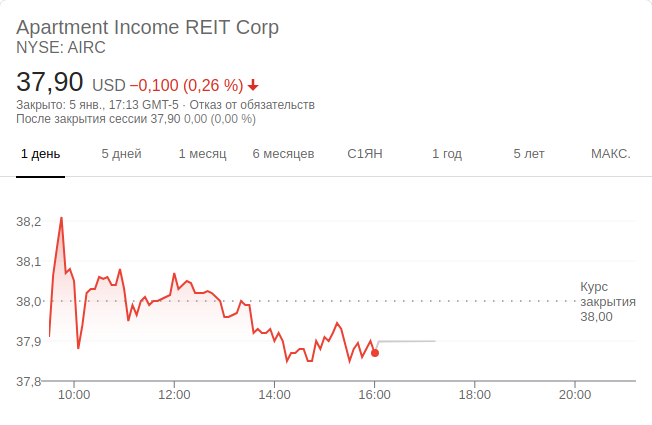 Apartment Income REIT Corp
NYSE: AIRC
37,90 USD −0,100 (0,26 %)
Закрыто: 5 янв., 17:13 GMT-5 · Отказ от обязательств
После закрытия сессии 37,90 0,00 (0,00 %)
1 день 5 дней 1 месяц 6 месяцев С1ЯН 1 год 5 лет МАКС.
38,2
38,1
38,0
37,9
37,8
Курс
закрытия
38,00
10:00 12:00 14:00 16:00 18:00 20:00